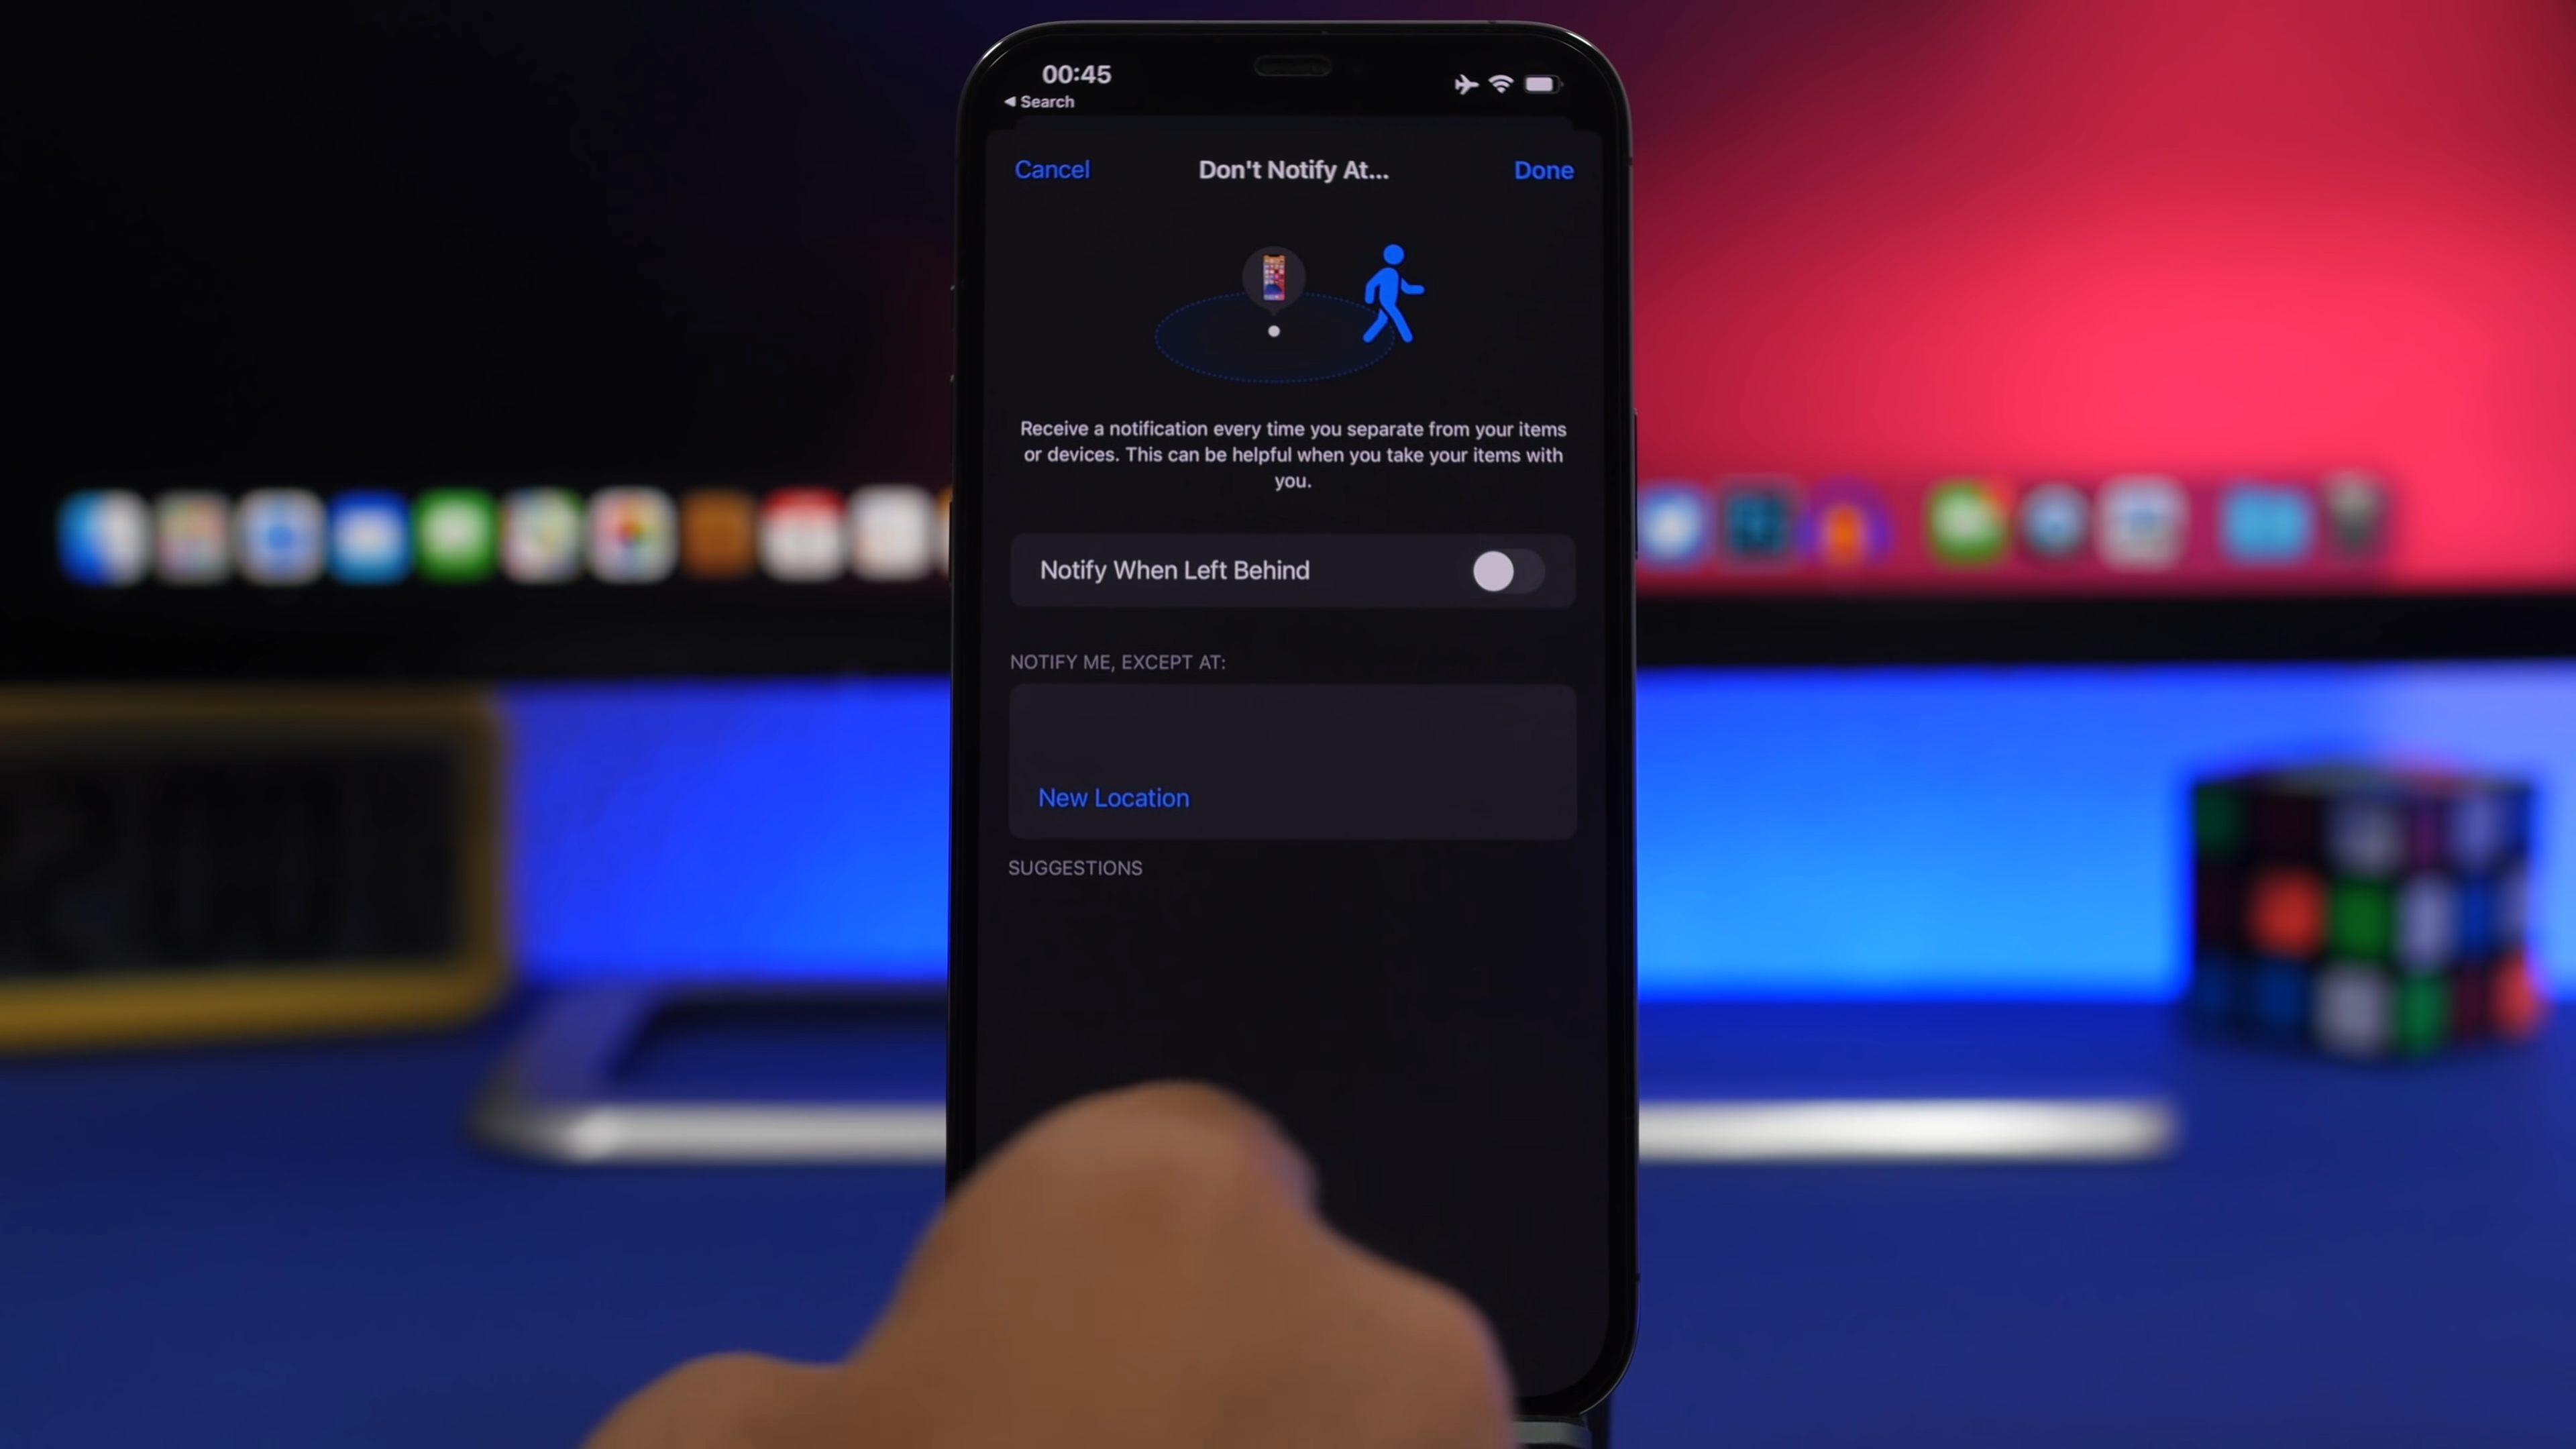 00:45
Search
Cancel
Don't Notify At...
Done
Receive a notification every time you separate from your items
or devices. This can be helpful when you take your items with
you.
Notify When Left Behind
NOTIFY ME, EXCEPT AT:
New Location
SUGGESTIONS